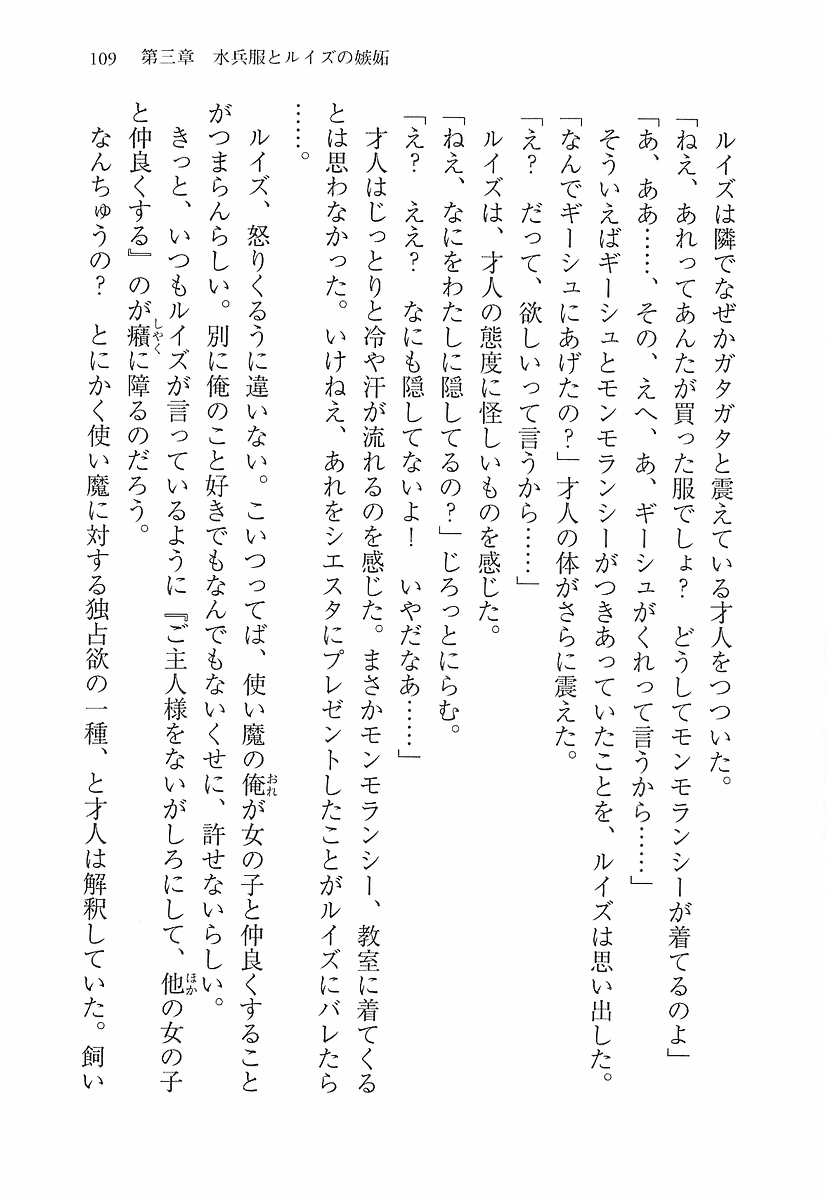 109　第三章　水兵服とルイズの嫉妬
　ルイズは隣でなぜかガタガタと震えている才人をつついた。
「ねえ、あれってあんたが買った服でしょ？　どうしてモンモランシーが着てるのよ」
「あ、ああ……、その、えへ、あ、ギーシュがくれって言うから……」
　そういえばギーシュとモンモランシーがつきあっていたことを、ルイズは思い出した。
「なんでギーシュにあげたの？」才人の体がさらに震えた。
「え？　だって、欲しいって言うから……」
　ルイズは、才人の態度に怪しいものを感じた。
「ねえ、なにをわたしに隠してるの？」じろっとにらむ。
「え？　ええ？　なにも隠してないよ！　いやだなあ……」
　才人はじっとりと冷や汗が流れるのを感じた。まさかモンモランシー、教室に着てくる
とは思わなかった。いけねえ、あれをシエスタにプレゼントしたことがルイズにバレたら
……。
　ルイズ、怒りくるうに違いない。こいつってば、使い魔の俺おれが女の子と仲良くすること
がつまらんらしい。別に俺のこと好きでもなんでもないくせに、許せないらしい。
　きっと、いつもルイズが言っているように『ご主人様をないがしろにして、他ほかの女の子
と仲良くする』のが癪しゃくに障るのだろう。
　なんちゅうの？　とにかく使い魔に対する独占欲の一種、と才人は解釈していた。飼い